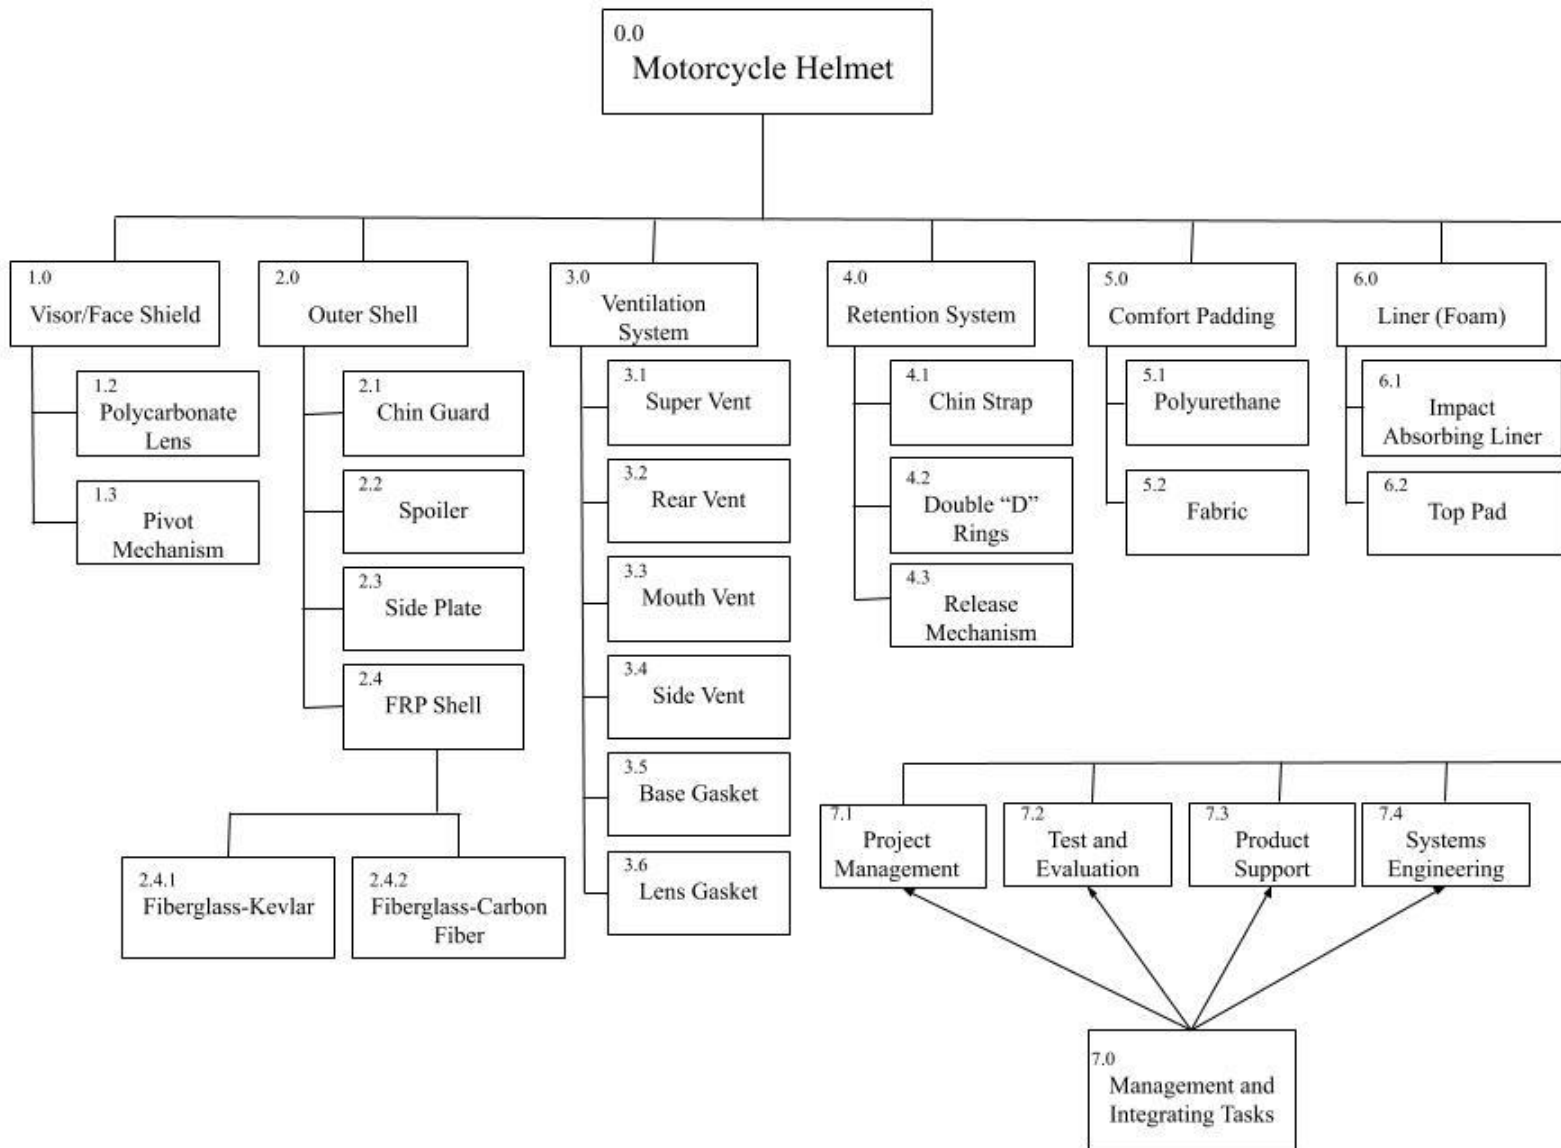 0.0
Motorcycle Helmet
1.0
Visor/Face Shield
1.2
Polycarbonate
Lens
1.3
Pivot
Mechanism
2.0
Outer Shell
2.1
Chin Guard
2.2
Spoiler
2.3
Side Plate
2.4
FRP Shell
2.4.1
Fiberglass-Kevlar
2.4.2
Fiberglass-Carbon
Fiber
3.0
Ventilation
System
3.1
Super Vent
3.2
Rear Vent
3.3
Mouth Vent
3.4
Side Vent
3.5
Base Gasket
3.6
Lens Gasket
4.0
Retention System
4.1
Chin Strap
4.2
Double “D”
Rings
4.3
Release
Mechanism
5.0
Comfort Padding
5.1
Polyurethane
5.2
Fabric
6.0
Liner (Foam)
6.1
Impact
Absorbing Liner
6.2
Top Pad
7.1
Project
Management
7.2
Test and
Evaluation
7.3
Product
Support
7.4
Systems
Engineering
7.0
Management and
Integrating Tasks